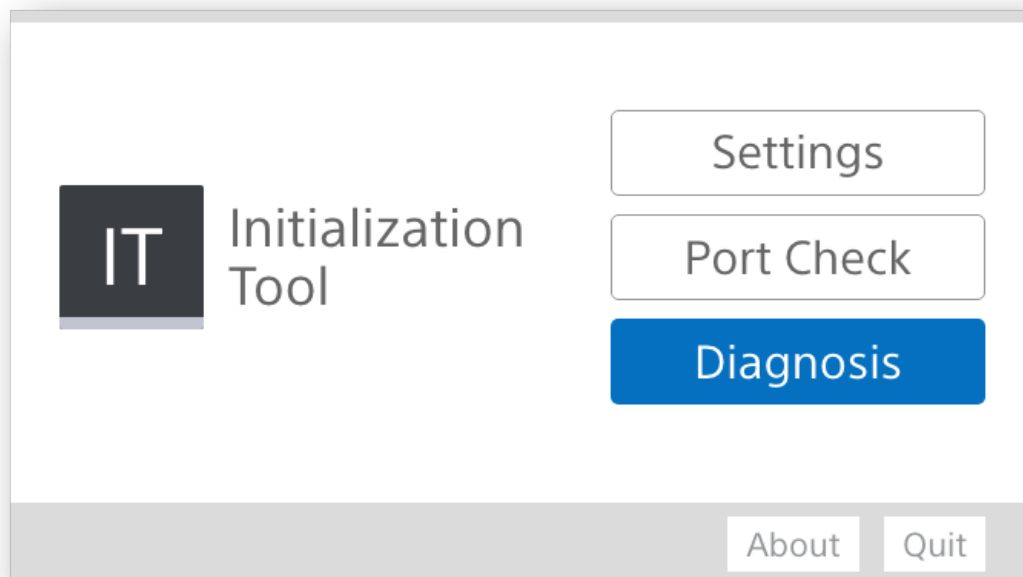 IT
Initialization
Tool
Settings
Port Check
Diagnosis
About
Quit